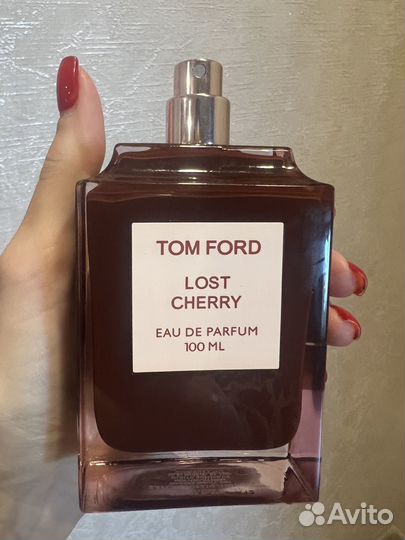 TOM FORD
LOST
CHERRY
EAU DE PARFUM
100 ML
Avito